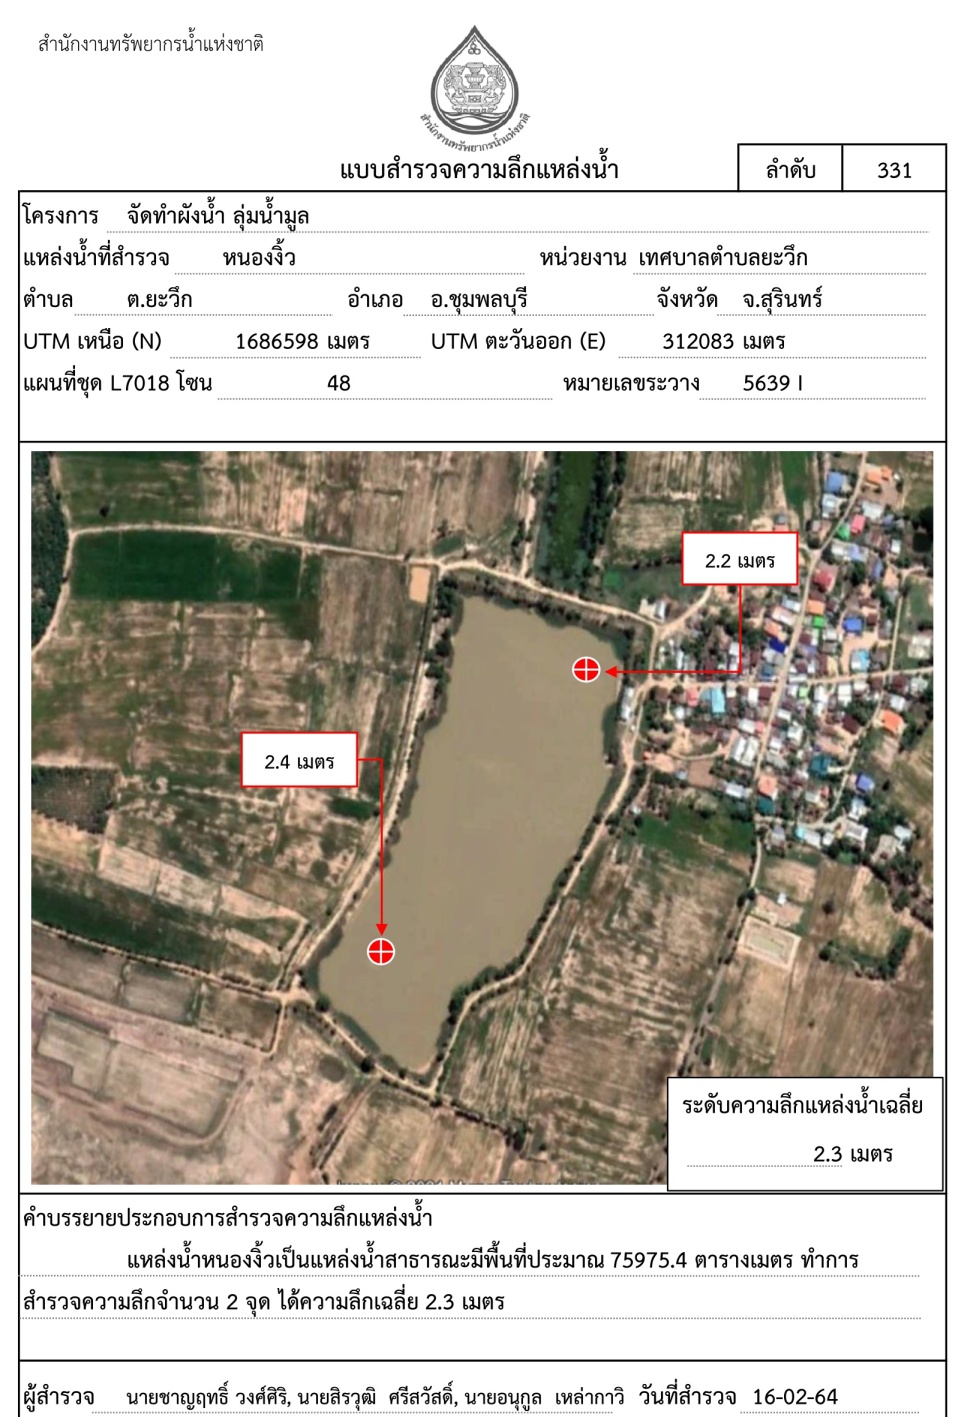 สำนักงานทรัพยากรน้ำแห่งชาติ
สำนักงานทรัพยากรน้ำแห่งชาติ
แบบสำรวจความลึกแหล่งน้ำ ลำดับ 331
โครงการ จัดทำผังน้ำ ลุ่มน้ำมูล
แหล่งน้ำที่สำรวจ หนองงิ้ว หน่วยงาน เทศบาลตำบลยะวึก
ตำบล ต.ยะวึก อำเภอ อ.ชุมพลบุรี จังหวัด จ.สุรินทร์
UTM เหนือ (N) 1686598 เมตร UTM ตะวันออก (E) 312083 เมตร
แผนที่ชุด L7018 โซน 48 หมายเลขระวาง 5639 I
2.2 เมตร
2.4 เมตร
ระดับความลึกแหล่งน้ำเฉลี่ย
2.3 เมตร
คำบรรยายประกอบการสำรวจความลึกแหล่งน้ำ
แหล่งน้ำหนองงิ้วเป็นแหล่งน้ำสาธารณะมีพื้นที่ประมาณ 75975.4 ตารางเมตร ทำการ
สำรวจความลึกจำนวน 2 จุด ได้ความลึกเฉลี่ย 2.3 เมตร
ผู้สำรวจ นายชาญฤทธิ์ วงศ์ศิริ, นายสิรวุฒิ ศรีสวัสดิ์, นายอนุกูล เหล่ากาวิ วันที่สำรวจ 16-02-64